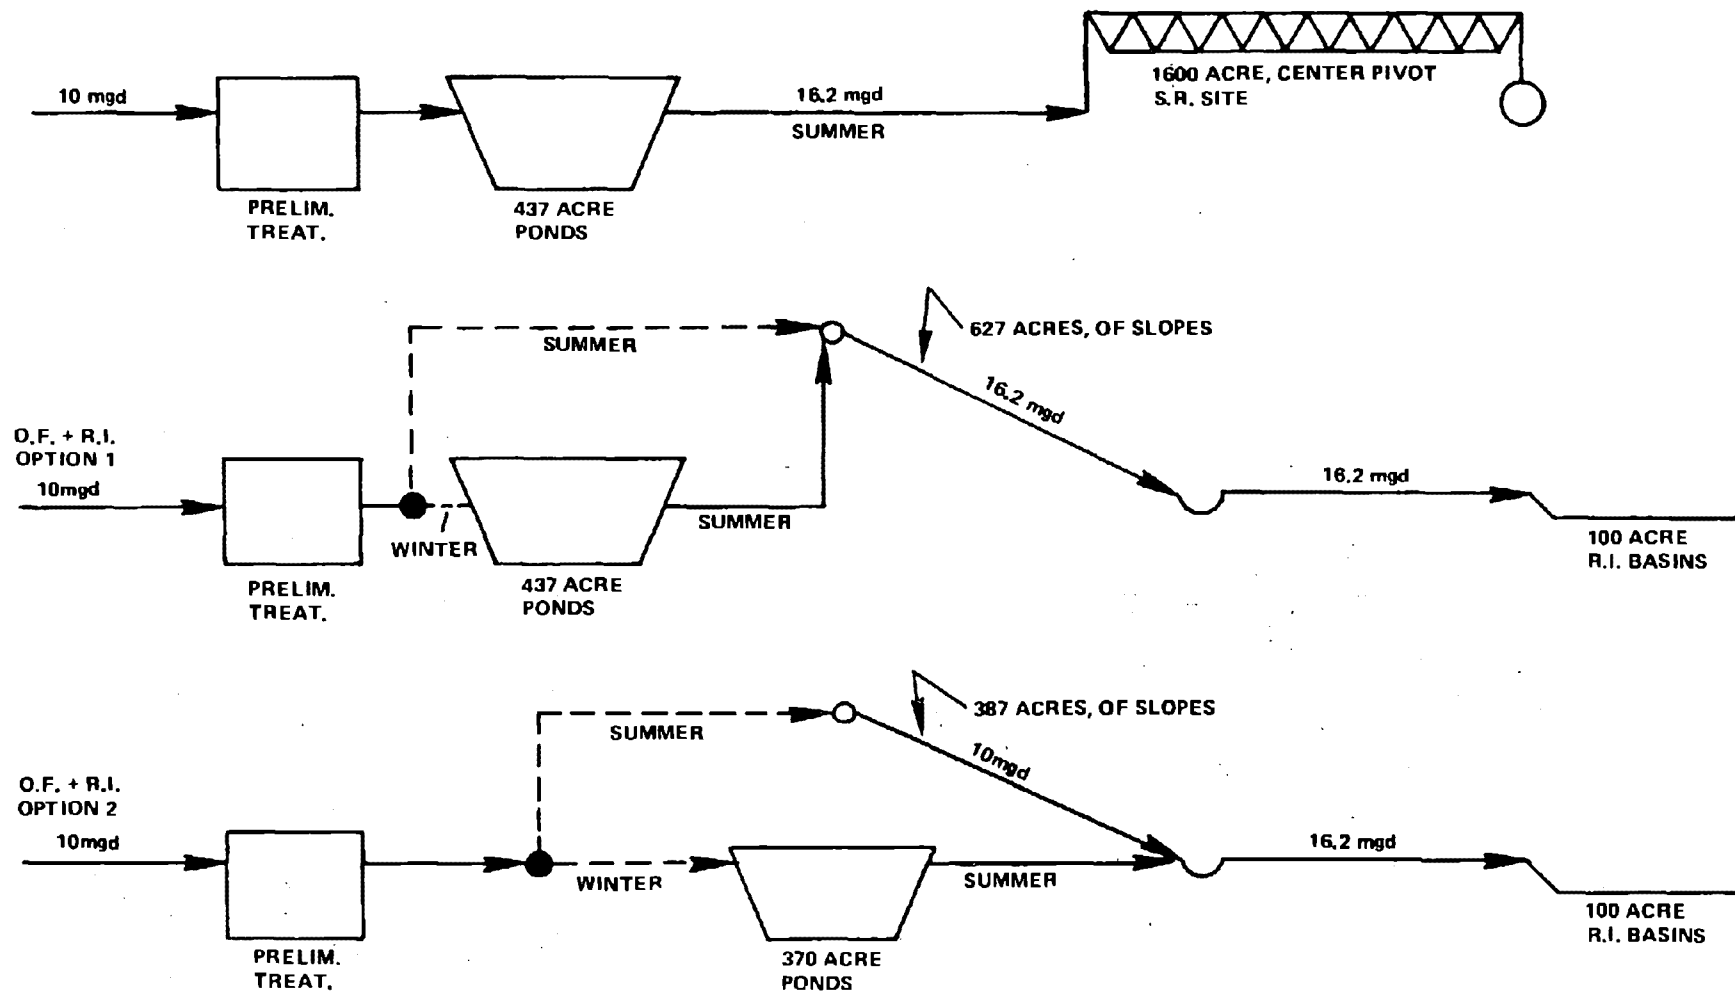 10 mgd
PRELIM.
TREAT.
437 ACRE
PONDS
16.2 mgd
SUMMER
1600 ACRE, CENTER PIVOT
S.R. SITE
O.F. + R.I.
OPTION 1
10mgd
PRELIM.
TREAT.
SUMMER
WINTER
437 ACRE
PONDS
SUMMER
627 ACRES, OF SLOPES
16.2 mgd
16.2 mgd
100 ACRE
R.I. BASINS
O.F. + R.I.
OPTION 2
10mgd
PRELIM.
TREAT.
SUMMER
WINTER
370 ACRE
PONDS
SUMMER
387 ACRES, OF SLOPES
10mgd
16.2 mgd
100 ACRE
R.I. BASINS